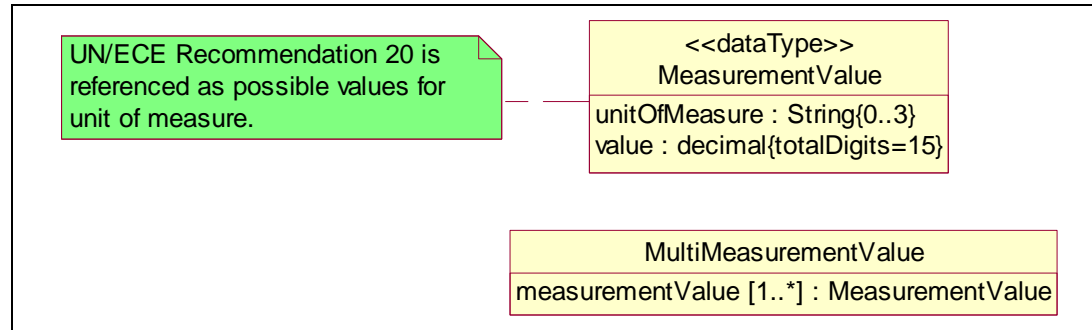 UN/ECE Recommendation 20 is
referenced as possible values for
unit of measure.
<<dataType>>
MeasurementValue
unitOfMeasure : String{0..3}
value : decimal{totalDigits=15}
MultiMeasurementValue
measurementValue [1..*] : MeasurementValue